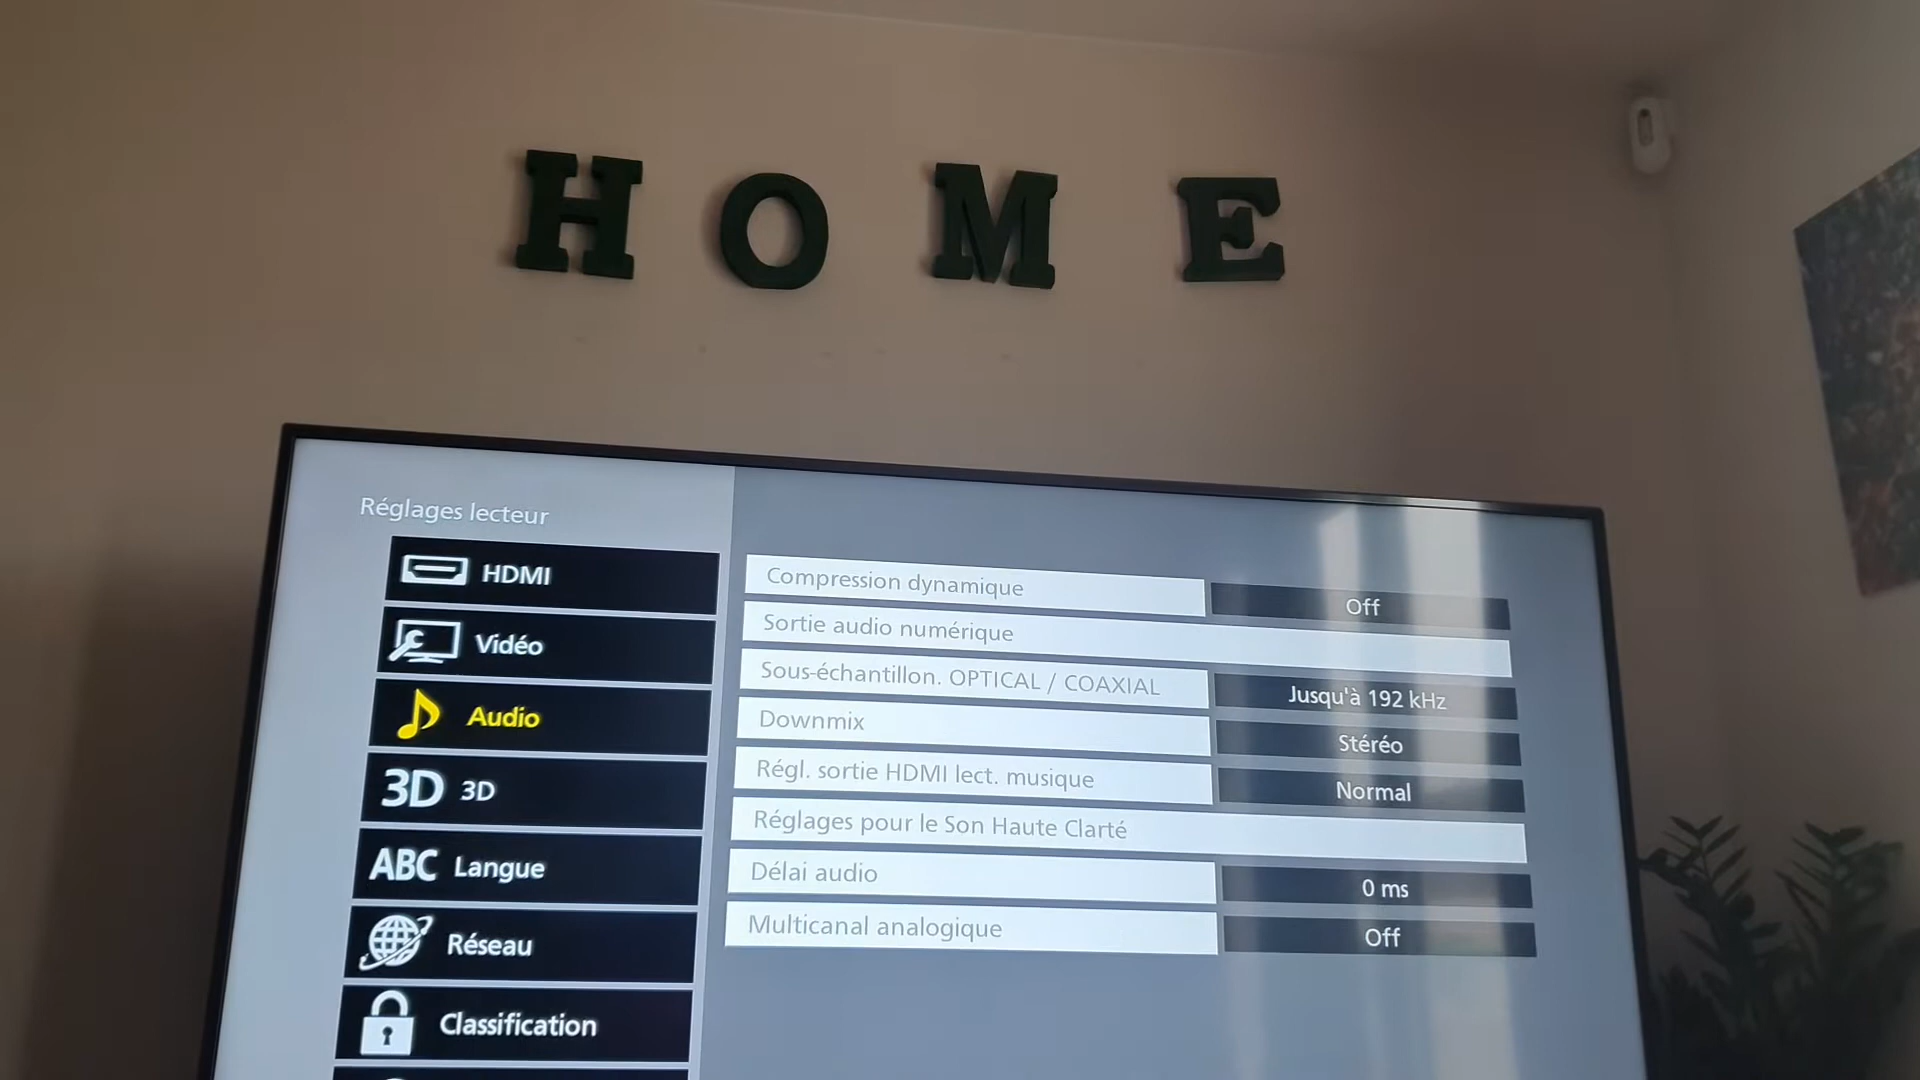 HOME
Réglages lecteur
HDMI
Vidéo
Audio
3D 3D
ABC Langue
Réseau
Classification
Compression dynamique Off
Sortie audio numérique
Sous-échantillon. OPTICAL / COAXIAL Jusqu'à 192 kHz
Downmix Stéréo
Régl. sortie HDMI lect. musique Normal
Réglages pour le Son Haute Clarté
Délai audio 0 ms
Multicanal analogique Off